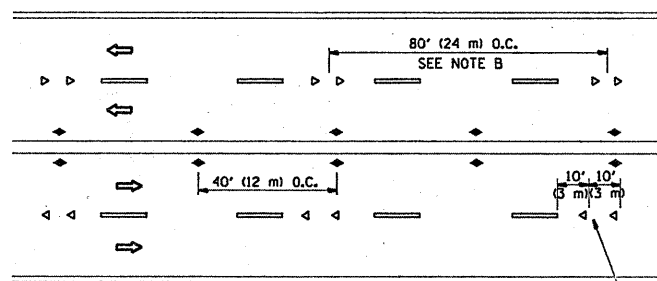 80' (24 m) O.C.
SEE NOTE B
40' (12 m) O.C.
10' 10'
(3 m) (3 m)